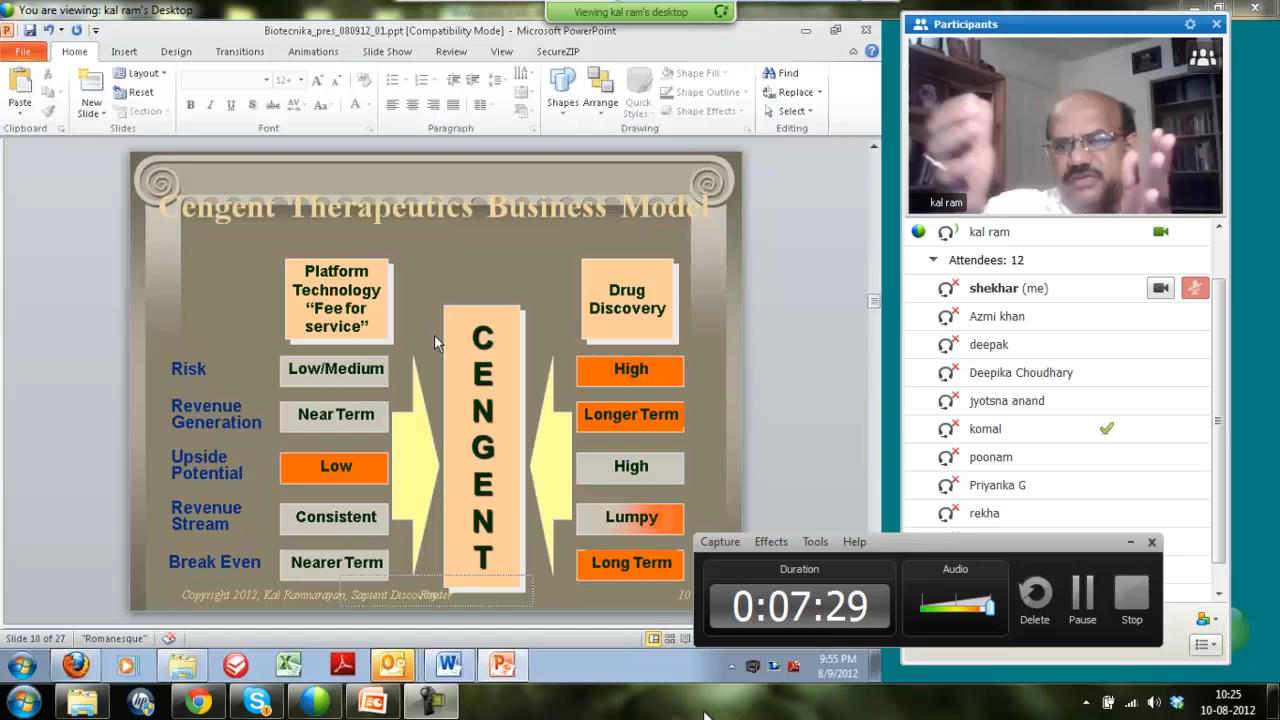 You are viewing: kal ram's Desktop
Viewing kal ram's desktop
Biotecnika_pres_080912_01.ppt [Compatibility Mode] - Microsoft PowerPoint
File Home Insert Design Transitions Animations Slide Show Review View SecureZIP
Paste
New Slide
Layout
Reset
Section
12
Shapes
Arrange
Quick Styles
Shape Fill
Shape Outline
Shape Effects
Find
Replace
Select
Clipboard Slides Font Paragraph Drawing Editing
Cengent Therapeutics Business Model
Platform
Technology
“Fee for
service”
Drug
Discovery
CENGENT
Risk Low/Medium High
Revenue
Generation
Near Term Longer Term
Upside
Potential
Low High
Revenue
Stream
Consistent Lumpy
Break Even Nearer Term Long Term
Copyright 2012, Kal Ramnarayan, Sapient Discovery
10
Slide 10 of 27 "Romanesque"
9:55 PM
8/9/2012
Participants
kal ram
kal ram
Attendees: 12
shekhar (me)
Azmi khan
deepak
Deepika Choudhary
jyotsna anand
komal
poonam
Priyanka G
rekha
Capture Effects Tools Help
Duration
0:07:29
Audio
Delete Pause Stop
10:25
10-08-2012